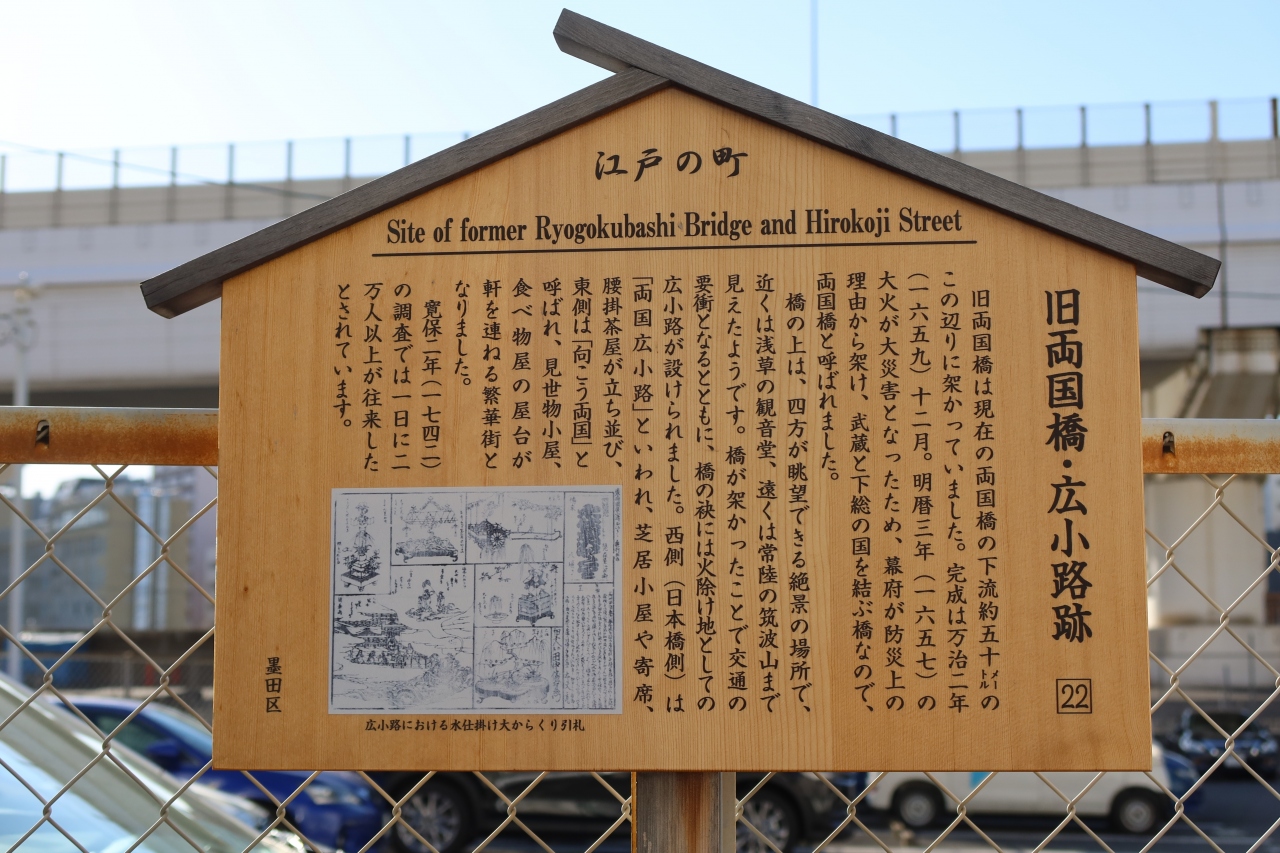 江戸の町
Site of former Ryogokubashi Bridge and Hirokoji Street
旧両国橋・広小路跡
22
旧両国橋は現在の両国橋の下流約五十メートルの
この辺りに架かっていました。完成は万治二年
（一六五九）十二月。明暦三年（一六五七）の
大火が大災害となったため、幕府が防災上の
理由から架け、武蔵と下総の国を結ぶ橋なので、
両国橋と呼ばれました。
橋の上は、四方が眺望できる絶景の場所で、
近くは浅草の観音堂、遠くは常陸の筑波山まで
見えたようです。橋が架かったことで交通の
要衝となるとともに、橋の袂には火除け地としての
広小路が設けられました。西側（日本橋側）は
「両国広小路」といわれ、芝居小屋や寄席、
腰掛茶屋が立ち並び、
東側は「向こう両国」と
呼ばれ、見世物小屋、
食べ物屋の屋台が
軒を連ねる繁華街と
なりました。
寛保二年（一七四二）
の調査では一日に二
万人以上が往来した
とされています。
広小路における水仕掛け大からくり引札
墨田区